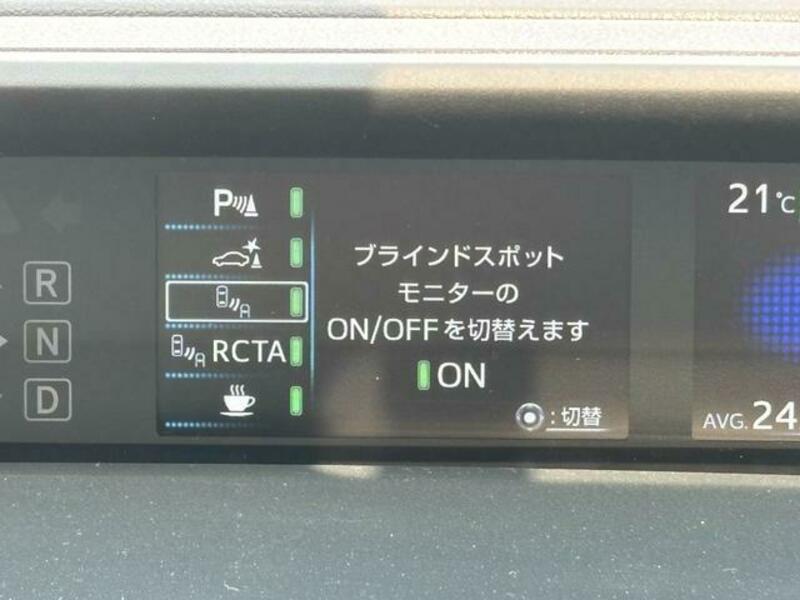 P
RCTA
ブラインドスポット
モニターの
ON/OFFを切替えます
ON
:切替
R
N
D
21℃
AVG. 24